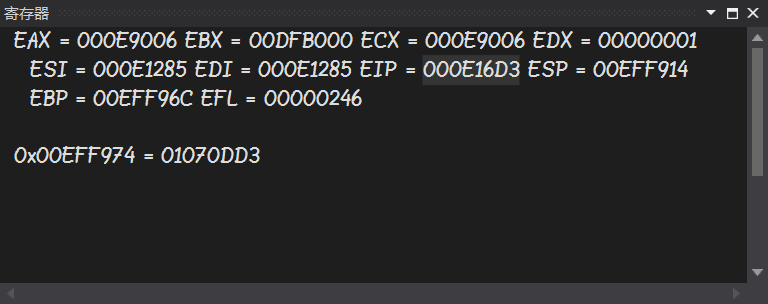 寄存器
EAX = 000E9006 EBX = 00DFB000 ECX = 000E9006 EDX = 00000001
ESI = 000E1285 EDI = 000E1285 EIP = 000E16D3 ESP = 00EFF914
EBP = 00EFF96C EFL = 00000246
0x00EFF974 = 01070DD3